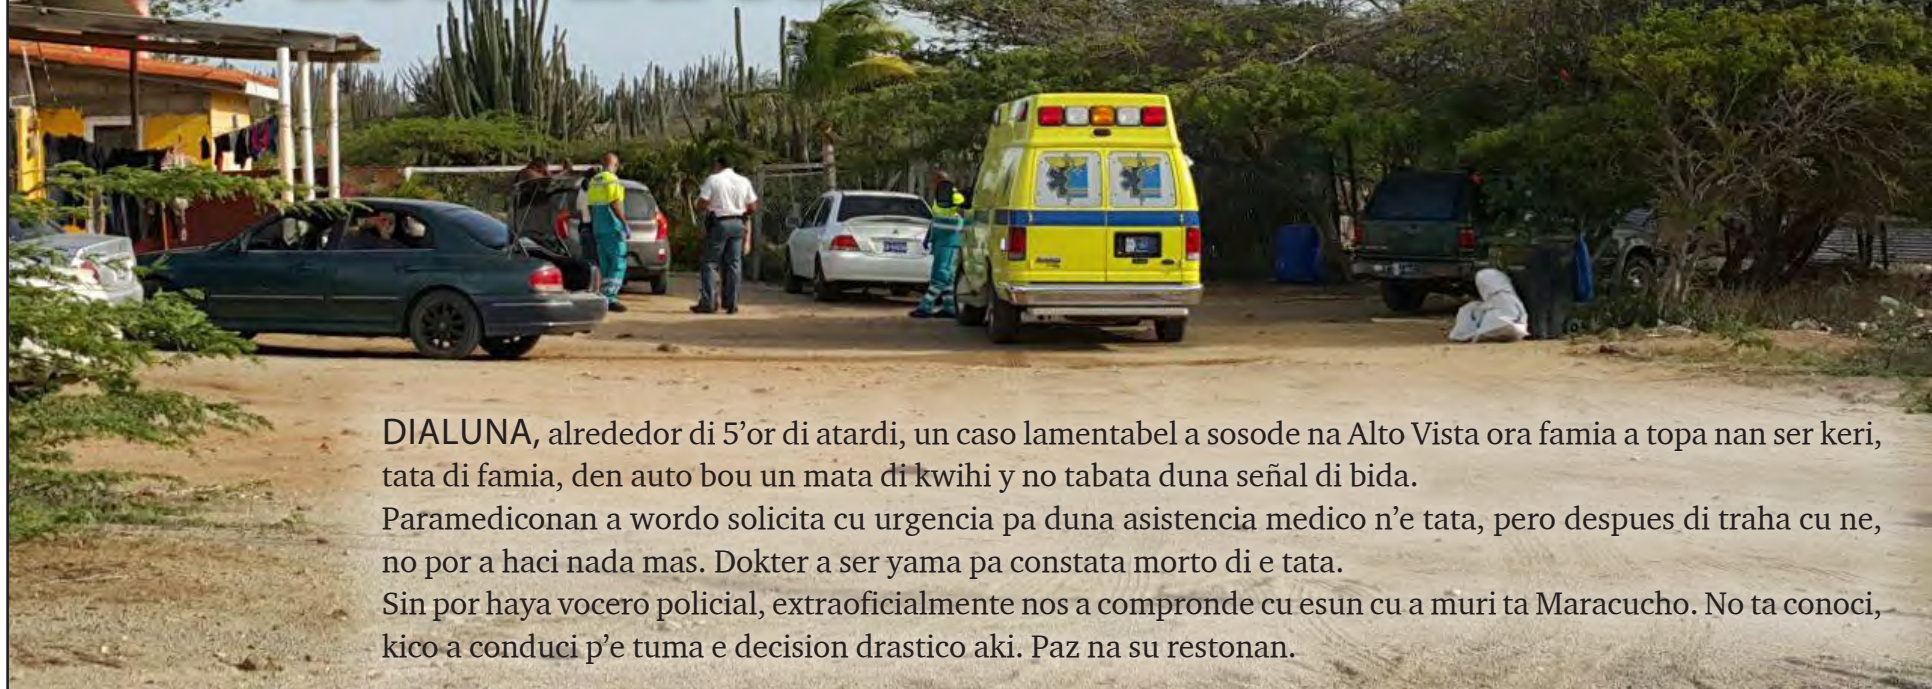 DIALUNA, alrededor di 5’or di atardi, un caso lamentabel a sosode na Alto Vista ora famia a topa nan ser keri,
tata di famia, den auto bou un mata di kwihi y no tabata duna señal di bida.
Paramediconan a wordo solicita cu urgencia pa duna asistencia medico n’e tata, pero despues di traha cu ne,
no por a haci nada mas. Dokter a ser yama pa constata morto di e tata.
Sin por haya vocero policial, extraoficialmente nos a compronde cu esun cu a muri ta Maracucho. No ta conoci,
kico a conduci p’e tuma e decision drastico aki. Paz na su restonan.